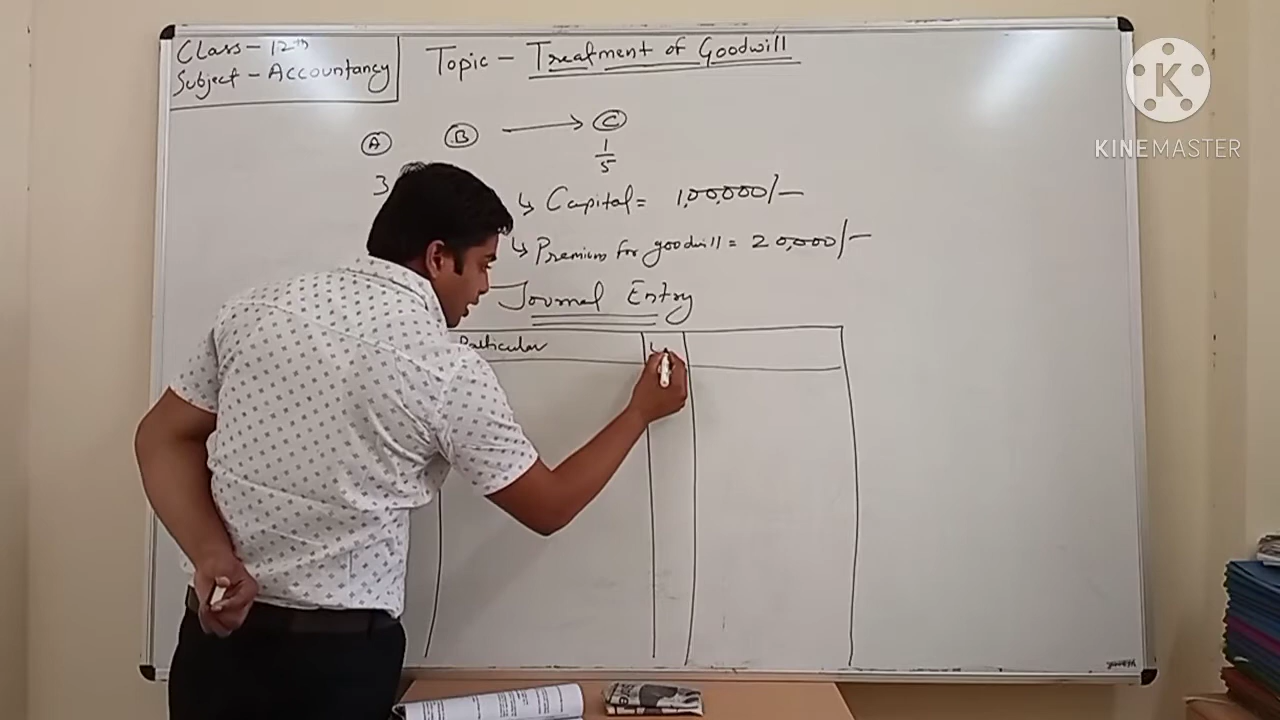 Class - 12th
Subject - Accountancy
Topic - Treatment of Goodwill
A B → C
1/5
3
↳ Capital = 1,00,000/-
↳ Premium for goodwill = 20,000/-
Journal Entry
Particular
K
KINEMASTER